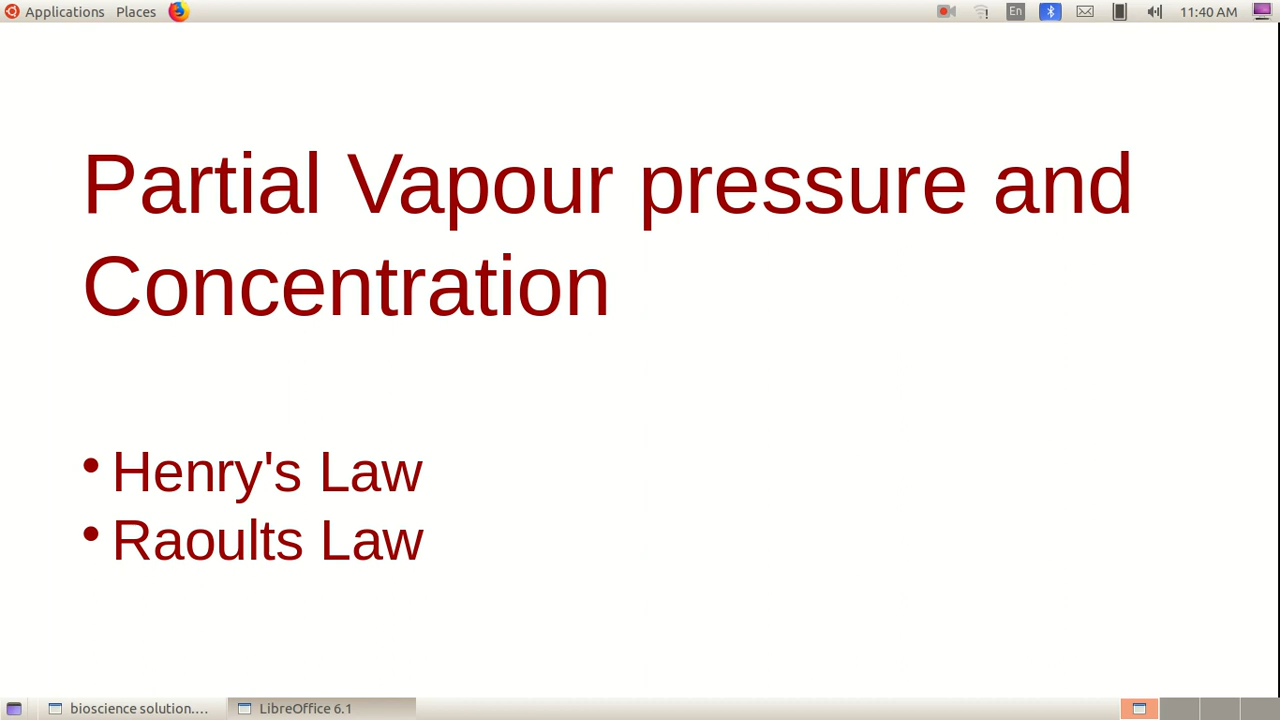 Applications Places En 11:40 AM
Partial Vapour pressure and
Concentration
• Henry's Law
• Raoults Law
bioscience solution.... LibreOffice 6.1